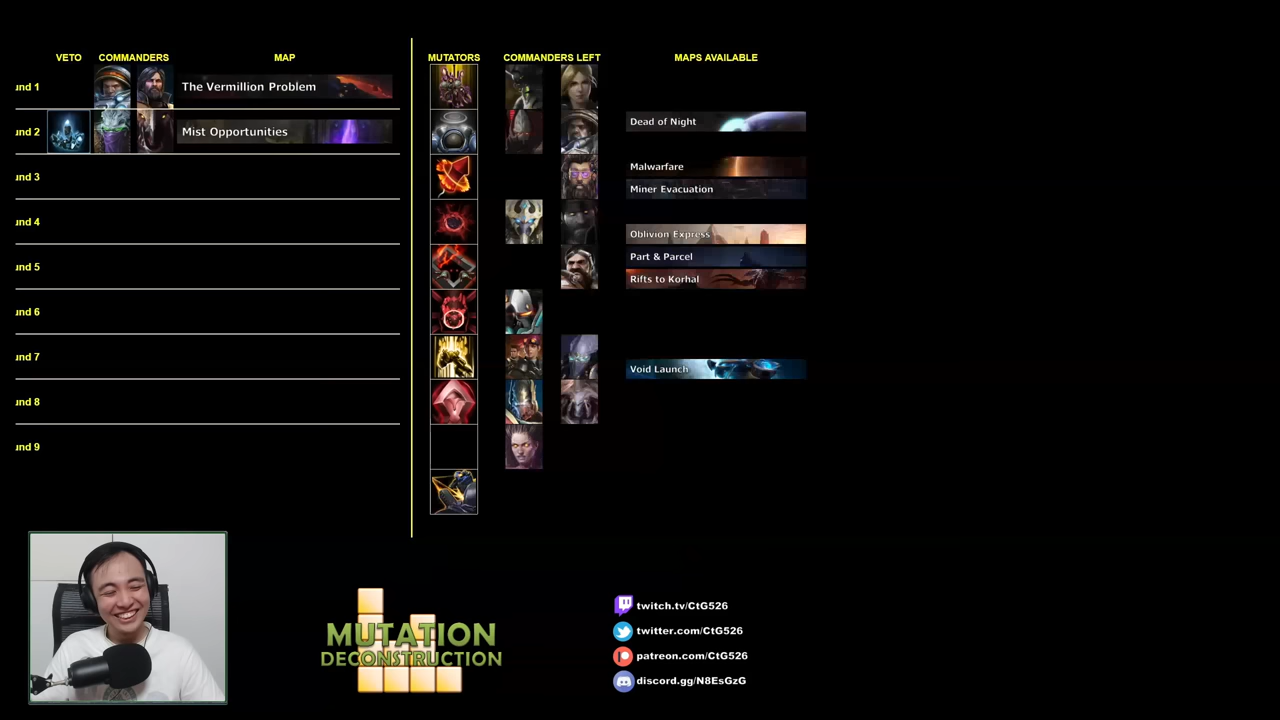 VETO COMMANDERS MAP
und 1 The Vermillion Problem
und 2 Mist Opportunities
und 3
und 4
und 5
und 6
und 7
und 8
und 9
MUTATORS COMMANDERS LEFT MAPS AVAILABLE
Dead of Night
Malwarfare
Miner Evacuation
Oblivion Express
Part & Parcel
Rifts to Korhal
Void Launch
MUTATION
DECONSTRUCTION
twitch.tv/CtG526
twitter.com/CtG526
patreon.com/CtG526
discord.gg/N8EsGzG